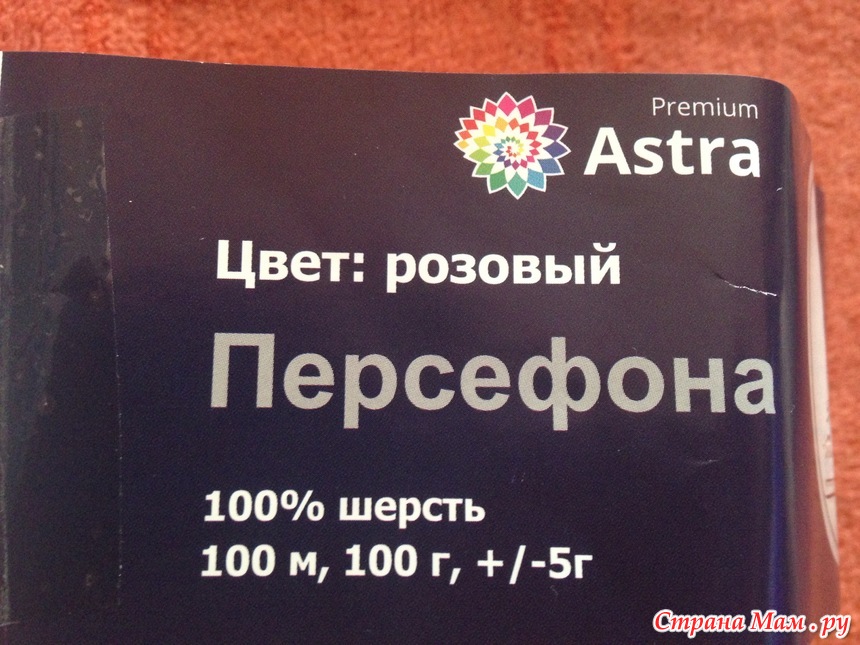 Premium
Astra
Цвет: розовый
Персефона
100% шерсть
100 м, 100 г, +/-5г
Страна Мам.ру